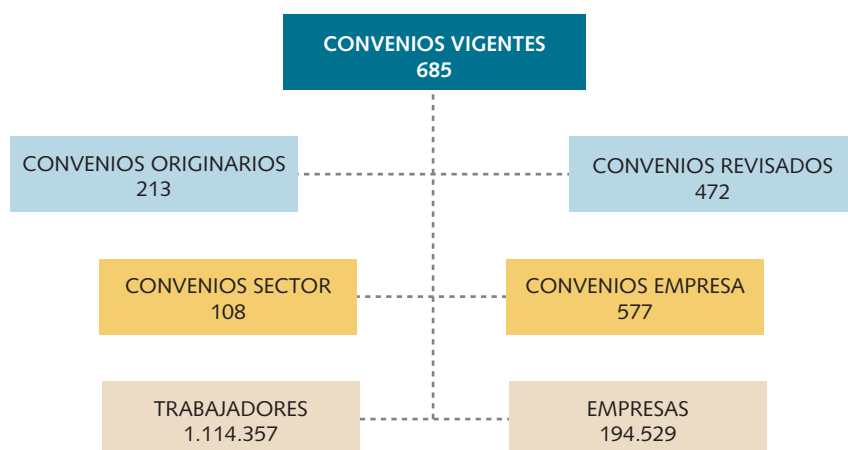 CONVENIOS VIGENTES
685
CONVENIOS ORIGINARIOS
213
CONVENIOS REVISADOS
472
CONVENIOS SECTOR
108
CONVENIOS EMPRESA
577
TRABAJADORES
1.114.357
EMPRESAS
194.529